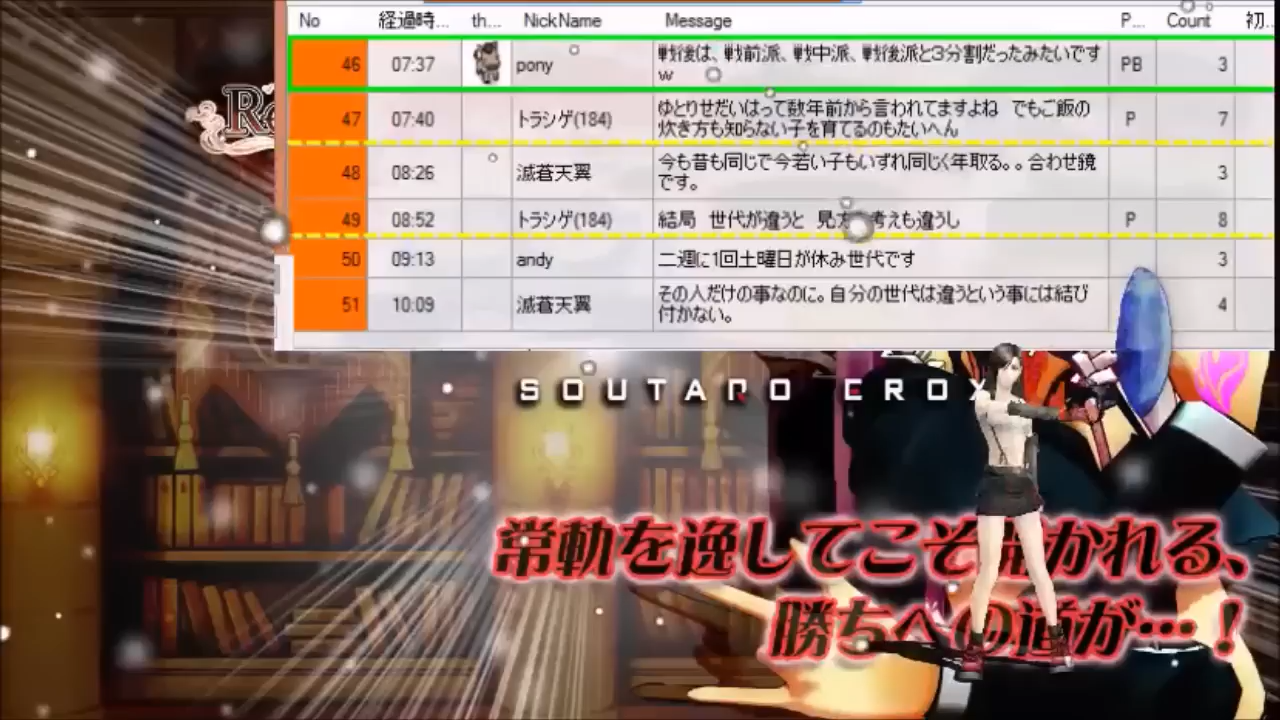 No 経過時... th... NickName Message P... Count 初...
46 07:37 pony 戦後は、戦前派、戦中派、戦後派と3分割だったみたいです PB 3
w
47 07:40 トラシゲ(184) ゆとりせだいはって数年前から言われてますよね でもご飯の P 7
炊き方も知らない子を育てるのもたいへん
48 08:26 滅蒼天翼 今も昔も同じで今若い子もいずれ同じく年取る。。合わせ鏡 3
です。
49 08:52 トラシゲ(184) 結局 世代が違うと 見方 考えも違うし P 8
50 09:13 andy 二週に1回土曜日が休み世代です 3
51 10:09 滅蒼天翼 その人だけの事なのに。自分の世代は違うという事には結び 4
付かない。
Re
SOUTARO CROX
常軌を逸してこそ開かれる、
勝ちへの道が…！